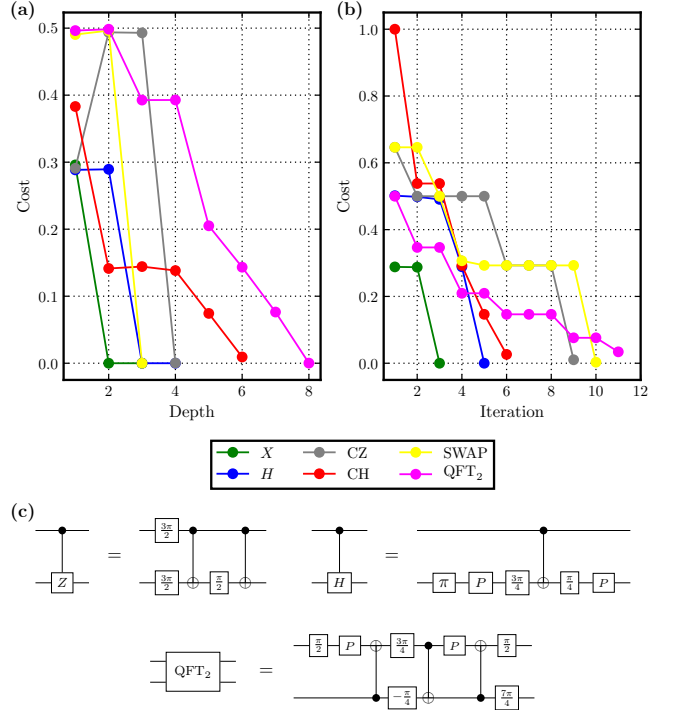 (a)
(b)
Cost
0.5
0.4
0.3
0.2
0.1
0.0
2
4
6
8
Depth
Cost
1.0
0.8
0.6
0.4
0.2
0.0
2
4
6
8
10
12
Iteration
X
CZ
SWAP
H
CH
QFT₂
(c)
Z
=
3π/2
3π/2
π/2
H
=
π
P
3π/4
π/4
P
QFT₂
=
π/2
P
3π/4
P
π/2
−π/4
7π/4